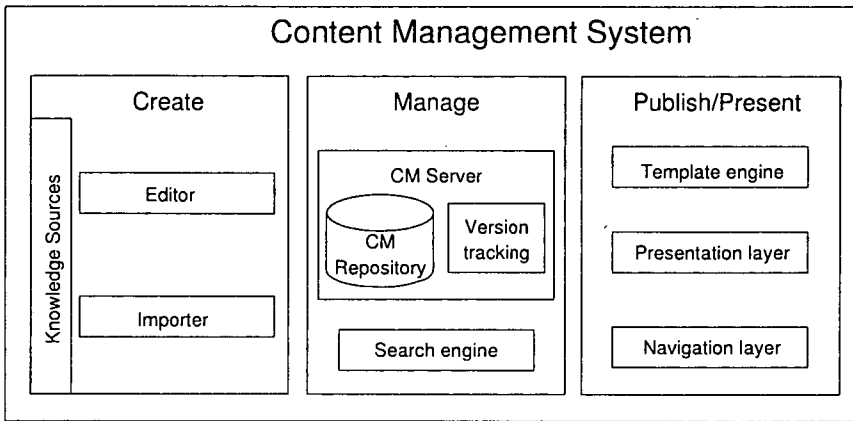 Content Management System
Create
Knowledge Sources
Editor
Importer
Manage
CM Server
CM
Repository
Version
tracking
Search engine
Publish/Present
Template engine
Presentation layer
Navigation layer